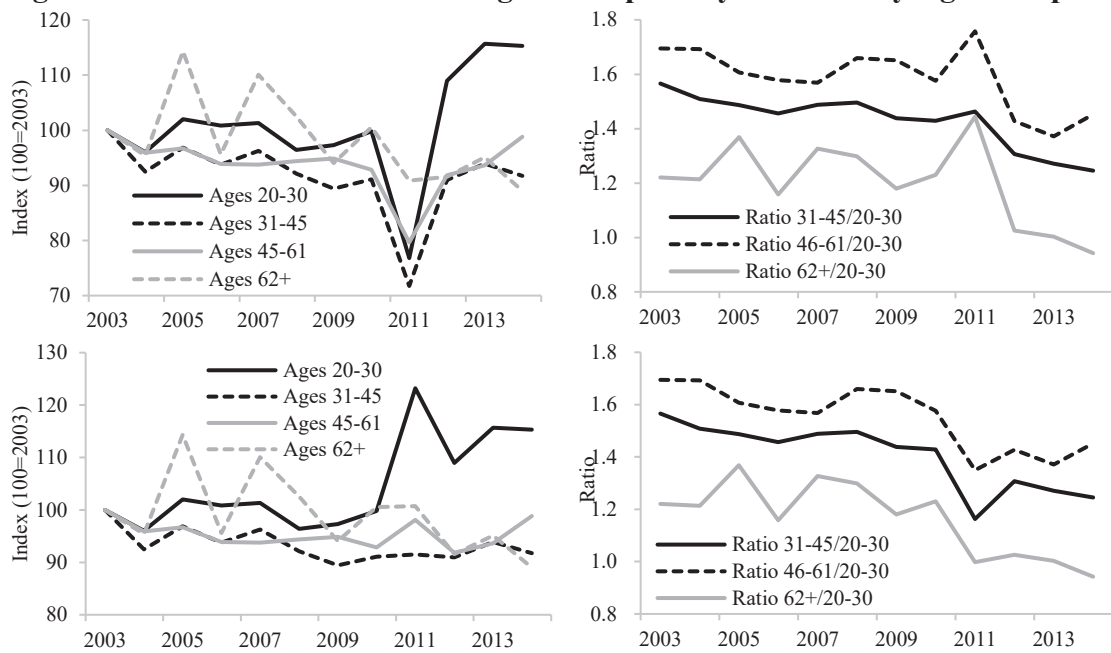 120
110
100
90
80
70
Index (100=2003)
Ages 20-30
Ages 31-45
Ages 45-61
Ages 62+
2003 2005 2007 2009 2011 2013
1.8
1.6
1.4
1.2
1.0
0.8
Ratio
Ratio 31-45/20-30
Ratio 46-61/20-30
Ratio 62+/20-30
2003 2005 2007 2009 2011 2013
130
120
110
100
90
80
Index (100=2003)
Ages 20-30
Ages 31-45
Ages 45-61
Ages 62+
2003 2005 2007 2009 2011 2013
1.8
1.6
1.4
1.2
1.0
0.8
Ratio
Ratio 31-45/20-30
Ratio 46-61/20-30
Ratio 62+/20-30
2003 2005 2007 2009 2011 2013